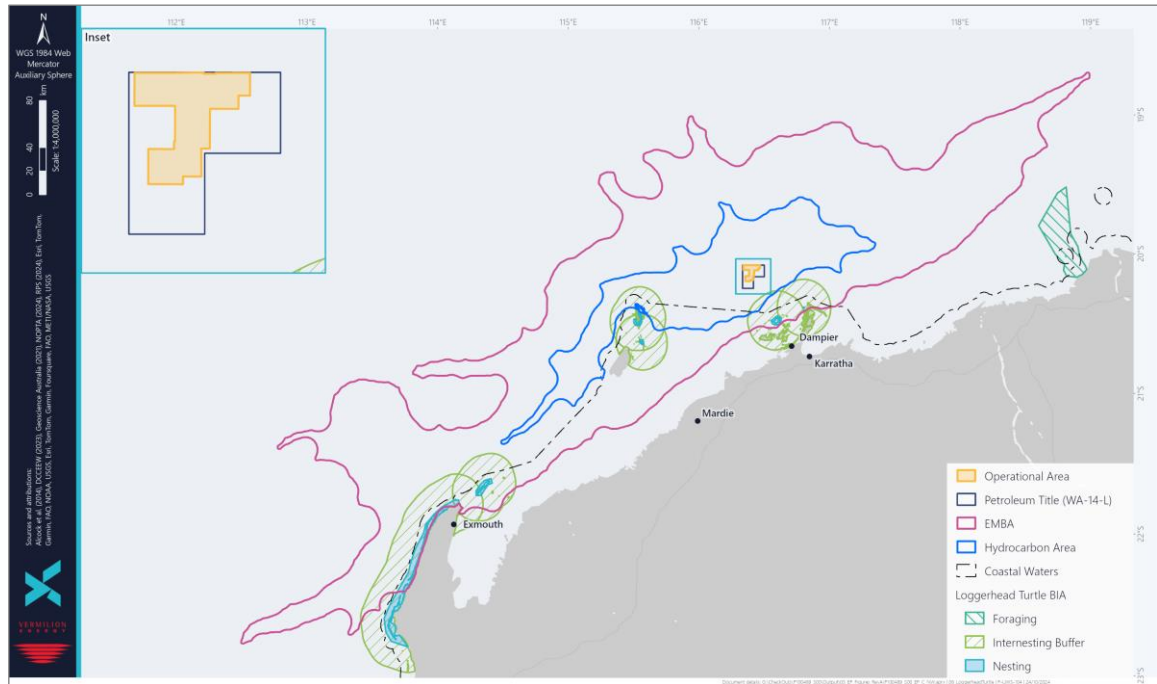 N
WGS 1984 Web
Mercator
Auxiliary Sphere
km
80
40
20
0
Scale: 1:4,000,000
Sources and attributions:
Alcock et al. (2014), DCCEEW (2023), Geoscience Australia (2021), NOPTA (2024), RPS (2024), Esri, TomTom,
Garmin, FAO, NOAA, USGS, Esri, TomTom, Garmin, Foursquare, FAO, METI/NASA, USGS
VERMILION
ENERGY
Inset
112°E
113°E
114°E
115°E
116°E
117°E
118°E
119°E
19°S
20°S
21°S
22°S
23°S
Dampier
Karratha
Mardie
Exmouth
Operational Area
Petroleum Title (WA-14-L)
EMBA
Hydrocarbon Area
Coastal Waters
Loggerhead Turtle BIA
Foraging
Internesting Buffer
Nesting